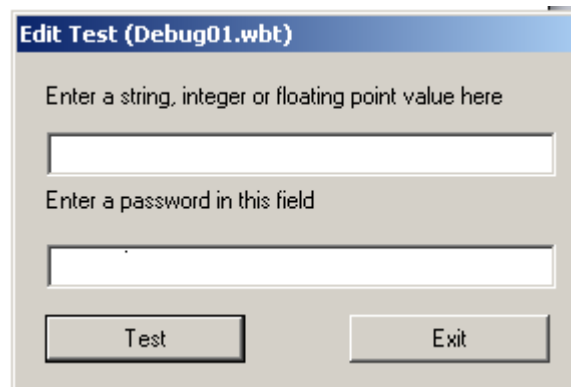 Edit Test (Debug01.wbt)
Enter a string, integer or floating point value here
Enter a password in this field
Test
Exit